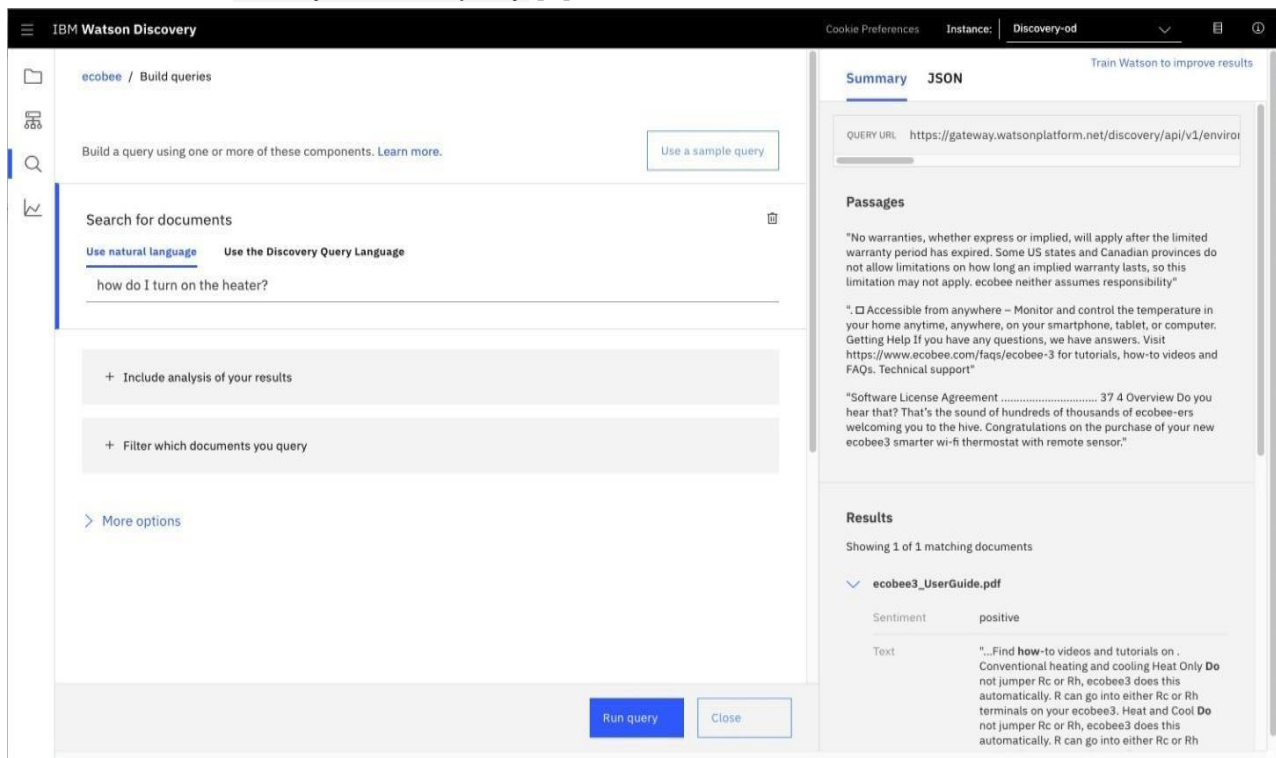 IBM Watson Discovery
Cookie Preferences
Instance:
Discovery-od
ecobee / Build queries
Build a query using one or more of these components. Learn more.
Use a sample query
Search for documents
Use natural language
Use the Discovery Query Language
how do I turn on the heater?
+ Include analysis of your results
+ Filter which documents you query
More options
Run query
Close
Train Watson to improve results
Summary
JSON
QUERY URL https://gateway.watsonplatform.net/discovery/api/v1/enviror
Passages
"No warranties, whether express or implied, will apply after the limited
warranty period has expired. Some US states and Canadian provinces do
not allow limitations on how long an implied warranty lasts, so this
limitation may not apply. ecobee neither assumes responsibility"
". □ Accessible from anywhere – Monitor and control the temperature in
your home anytime, anywhere, on your smartphone, tablet, or computer.
Getting Help If you have any questions, we have answers. Visit
https://www.ecobee.com/faqs/ecobee-3 for tutorials, how-to videos and
FAQs. Technical support"
"Software License Agreement .............................. 37 4 Overview Do you
hear that? That's the sound of hundreds of thousands of ecobee-ers
welcoming you to the hive. Congratulations on the purchase of your new
ecobee3 smarter wi-fi thermostat with remote sensor."
Results
Showing 1 of 1 matching documents
ecobee3_UserGuide.pdf
Sentiment positive
Text "...Find how-to videos and tutorials on .
Conventional heating and cooling Heat Only Do
not jumper Rc or Rh, ecobee3 does this
automatically. R can go into either Rc or Rh
terminals on your ecobee3. Heat and Cool Do
not jumper Rc or Rh, ecobee3 does this
automatically. R can go into either Rc or Rh